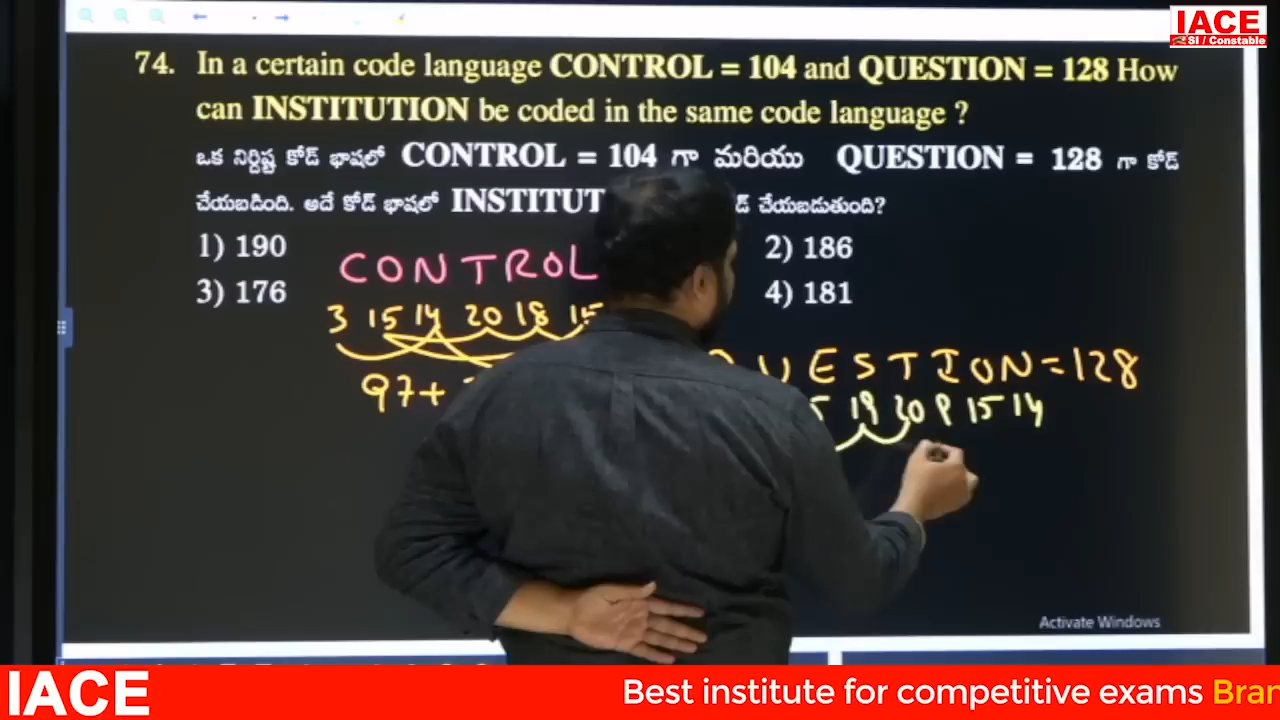 IACE
SI / Constable
74. In a certain code language CONTROL = 104 and QUESTION = 128 How
can INSTITUTION be coded in the same code language ?
ఒక నిర్దిష్ట కోడ్ భాషలో CONTROL = 104 గా మరియు QUESTION = 128 గా కోడ్
చేయబడింది. అదే కోడ్ భాషలో చేయబడుతుంది?
1) 190
2) 186
3) 176
4) 181
CONTROL
3 15 14 20 18 15
97+
UESTION=128
19 20 9 15 14
Activate Windows
IACE
Best institute for competitive exams